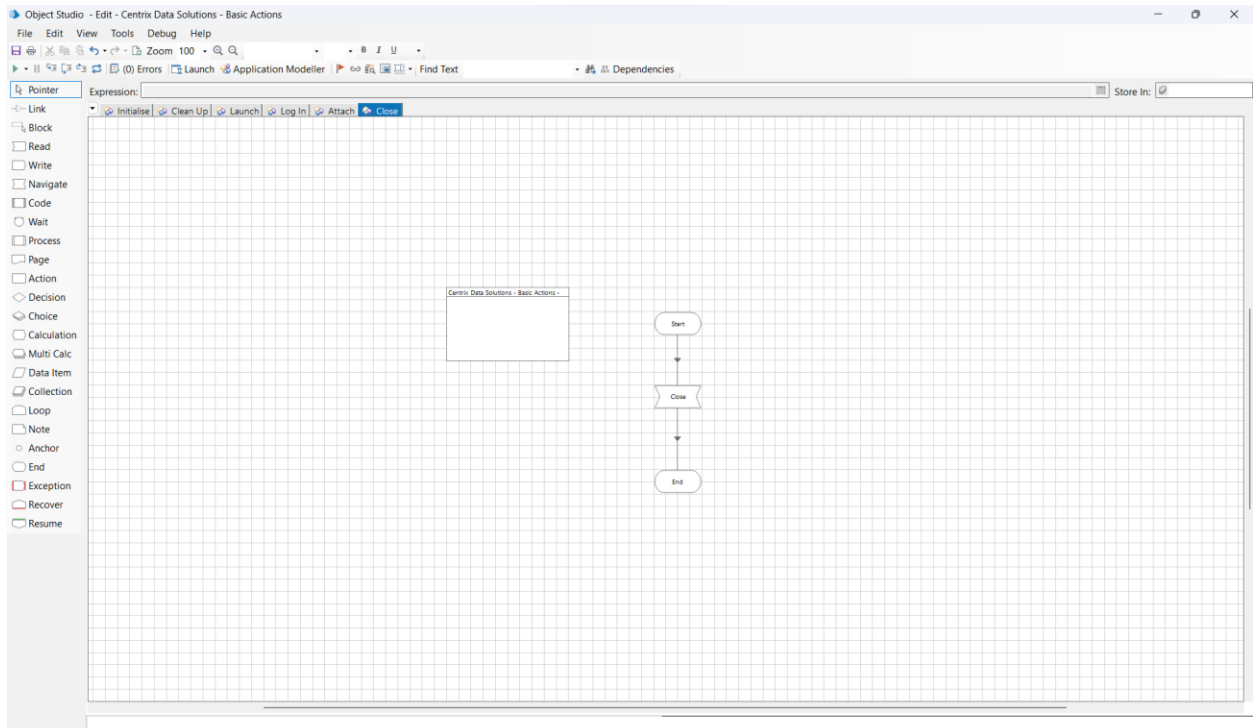 Object Studio - Edit - Centrix Data Solutions - Basic Actions
File Edit View Tools Debug Help
Zoom 100 B I U
(0) Errors Launch Application Modeller Find Text Dependencies
Pointer
Expression: Store In:
Link
Initialise Clean Up Launch Log In Attach Close
Block
Read
Write
Navigate
Code
Wait
Process
Page
Action
Decision
Choice
Calculation
Multi Calc
Data Item
Collection
Loop
Note
Anchor
End
Exception
Recover
Resume
Centrix Data Solutions - Basic Actions -
Start
Close
End